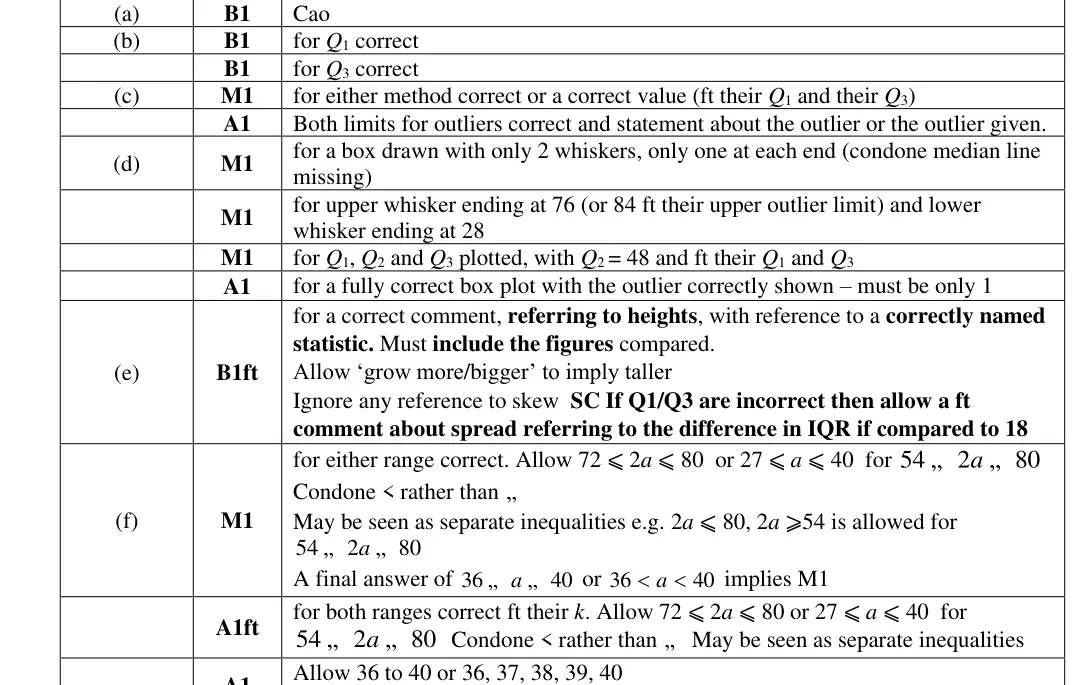 (a) B1 Cao
(b) B1 for Q1 correct
B1 for Q3 correct
(c) M1 for either method correct or a correct value (ft their Q1 and their Q3)
A1 Both limits for outliers correct and statement about the outlier or the outlier given.
(d) M1 for a box drawn with only 2 whiskers, only one at each end (condone median line
missing)
M1 for upper whisker ending at 76 (or 84 ft their upper outlier limit) and lower
whisker ending at 28
M1 for Q1, Q2 and Q3 plotted, with Q2 = 48 and ft their Q1 and Q3
A1 for a fully correct box plot with the outlier correctly shown – must be only 1
for a correct comment, referring to heights, with reference to a correctly named
statistic. Must include the figures compared.
(e) B1ft Allow ‘grow more/bigger’ to imply taller
Ignore any reference to skew SC If Q1/Q3 are incorrect then allow a ft
comment about spread referring to the difference in IQR if compared to 18
for either range correct. Allow 72 ⩽ 2a ⩽ 80 or 27 ⩽ a ⩽ 40 for 54 „ 2a „ 80
Condone < rather than „
(f) M1 May be seen as separate inequalities e.g. 2a ⩽ 80, 2a ⩾54 is allowed for
54 „ 2a „ 80
A final answer of 36 „ a „ 40 or 36 < a < 40 implies M1
A1ft for both ranges correct ft their k. Allow 72 ⩽ 2a ⩽ 80 or 27 ⩽ a ⩽ 40 for
54 „ 2a „ 80 Condone < rather than „ May be seen as separate inequalities
A1 Allow 36 to 40 or 36, 37, 38, 39, 40